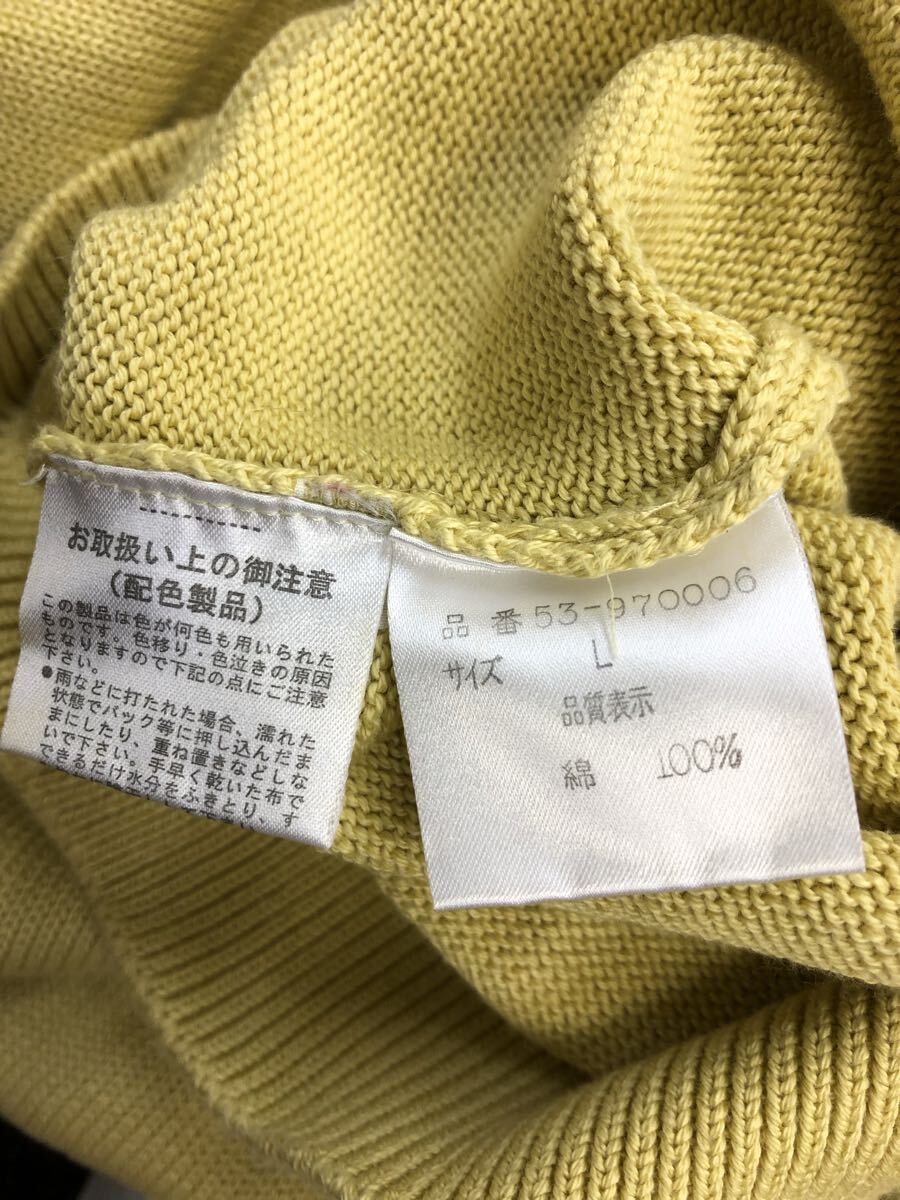 お取扱い上の御注意
(配色製品)
この製品は色が何色も用いられた
ものです。色移り・色泣きの原因
となりますので下記の点にご注意
下さい。
●雨などに打たれた場合、濡れた
状態でバック等に押し込んだま
まにしたり、重ね置きなどしな
いで下さい。手早く乾いた布で
できるだけ水分をふきとり、す
品 番 53-970006
サイズ L
品質表示
綿 100%